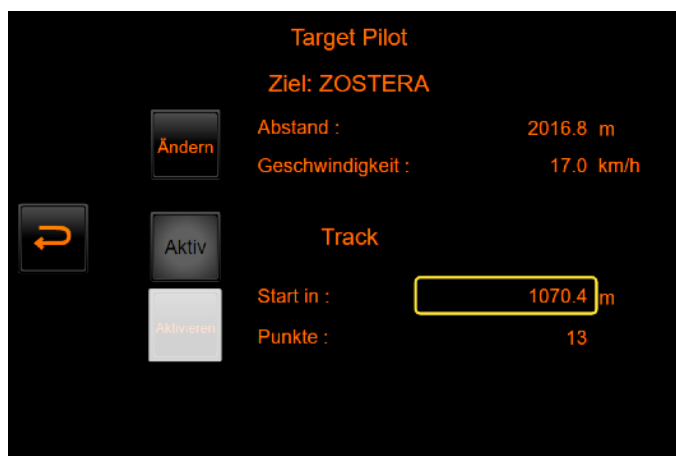 Target Pilot
Ziel: ZOSTERA
Ändern
Abstand : 2016.8 m
Geschwindigkeit : 17.0 km/h
Aktiv
Track
Aktivieren
Start in : 1070.4 m
Punkte : 13